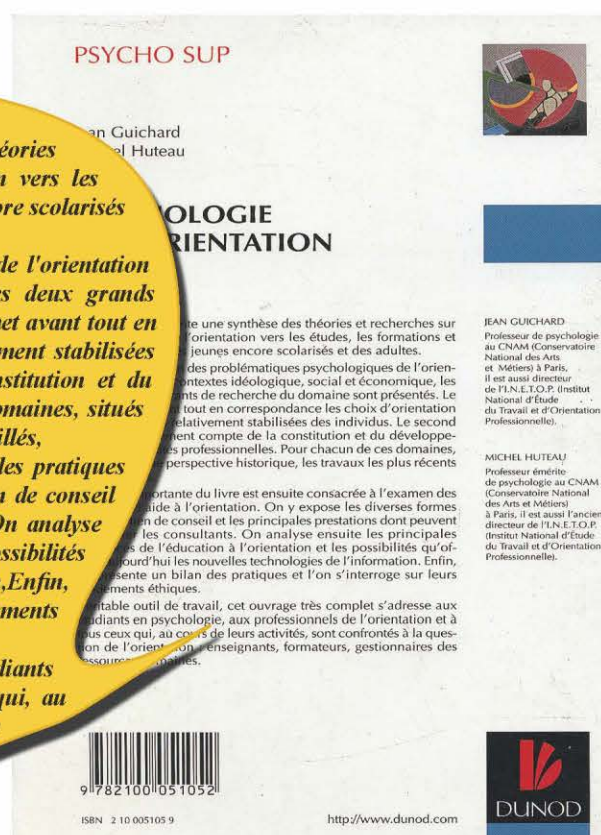 PSYCHO SUP
an Guichard
el Huteau
OLOGIE
RIENTATION
éories
n vers les
re scolarisés
de l'orientation
s deux grands
et avant tout en
ment stabilisées
nstitution et du
omaines, situés
illés,
les pratiques
n de conseil
On analyse
ossibilités
,Enfin,
ments
diants
qui, au
te une synthèse des théories et recherches sur
'orientation vers les études, les formations et
jeunes encore scolarisés et des adultes.
des problématiques psychologiques de l'orien-
ontextes idéologique, social et économique, les
nts de recherche du domaine sont présentés. Le
tout en correspondance les choix d'orientation
relativement stabilisées des individus. Le second
ent compte de la constitution et du développe-
s professionnelles. Pour chacun de ces domaines,
perspective historique, les travaux les plus récents
ortante du livre est ensuite consacrée à l'examen des
aide à l'orientation. On y expose les diverses formes
en de conseil et les principales prestations dont peuvent
r les consultants. On analyse ensuite les principales
es de l'éducation à l'orientation et les possibilités qu'of-
jourd'hui les nouvelles technologies de l'information. Enfin,
ésente un bilan des pratiques et l'on s'interroge sur leurs
ements éthiques.
itable outil de travail, cet ouvrage très complet s'adresse aux
udiants en psychologie, aux professionnels de l'orientation et à
ous ceux qui, au cours de leurs activités, sont confrontés à la ques-
on de l'orientation : enseignants, formateurs, gestionnaires des
essources humaines.
JEAN GUICHARD
Professeur de psychologie
au CNAM (Conservatoire
National des Arts
et Métiers) à Paris,
il est aussi directeur
de l'I.N.E.T.O.P. (Institut
National d'Étude
du Travail et d'Orientation
Professionnelle).
MICHEL HUTEAU
Professeur émérite
de psychologie au CNAM
(Conservatoire National
des Arts et Métiers)
à Paris, il est aussi l'ancien
directeur de l'I.N.E.T.O.P.
(Institut National d'Étude
du Travail et d'Orientation
Professionnelle).
9 782100 051052
ISBN 2 10 005105 9
http://www.dunod.com
DUNOD